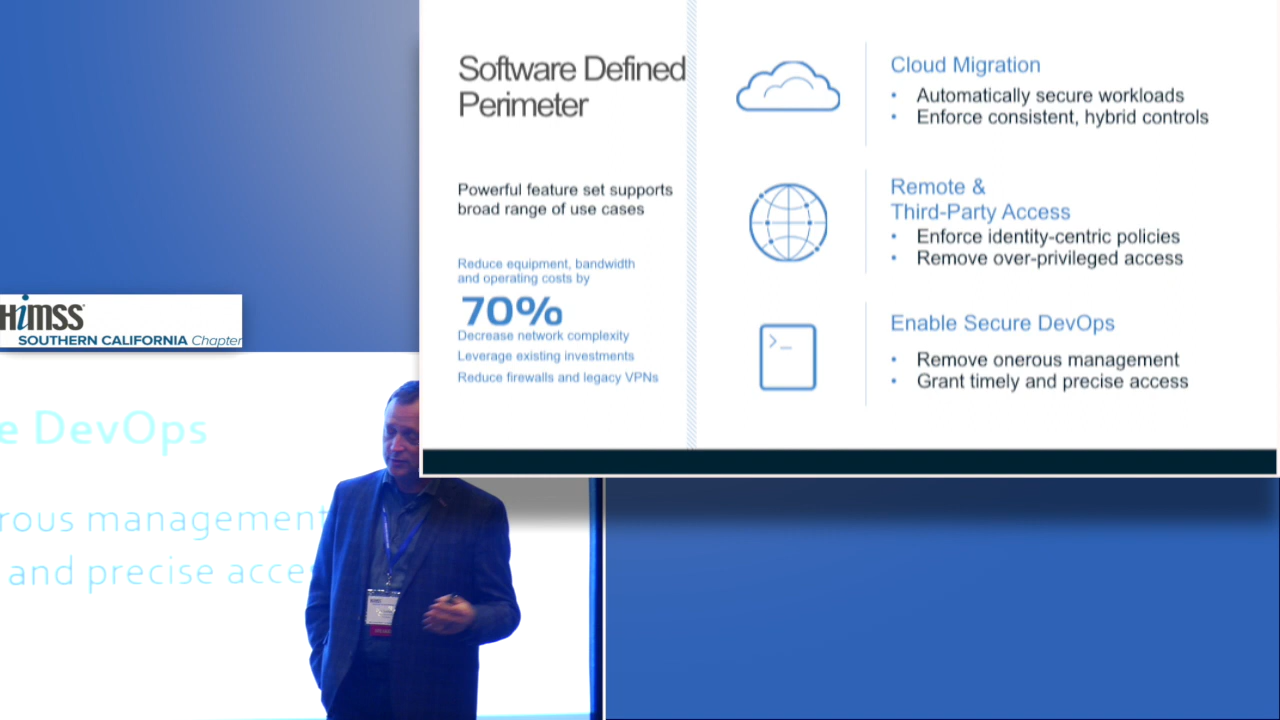 Software Defined
Perimeter
Powerful feature set supports
broad range of use cases
Reduce equipment, bandwidth
and operating costs by
70%
Decrease network complexity
Leverage existing investments
Reduce firewalls and legacy VPNs
Cloud Migration
• Automatically secure workloads
• Enforce consistent, hybrid controls
Remote &
Third-Party Access
• Enforce identity-centric policies
• Remove over-privileged access
Enable Secure DevOps
• Remove onerous management
• Grant timely and precise access
HiMSS
SOUTHERN CALIFORNIA Chapter
e DevOps
rous management
and precise acces